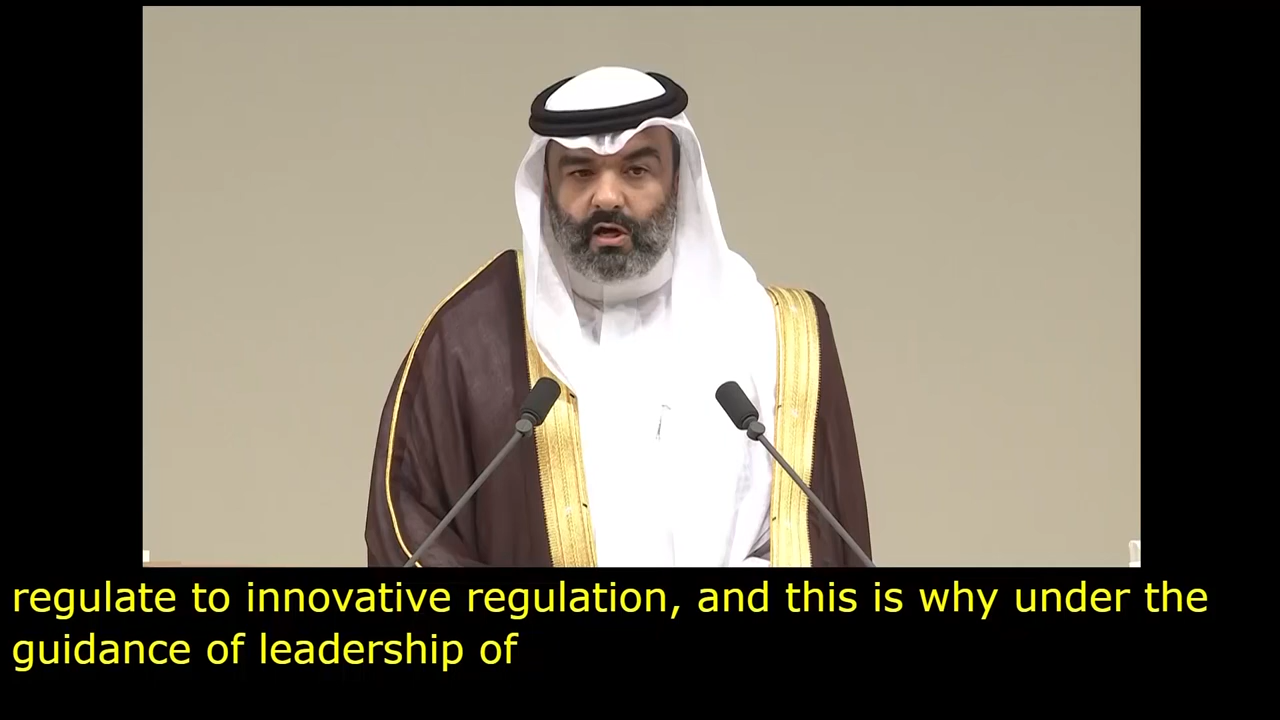 regulate to innovative regulation, and this is why under the
guidance of leadership of